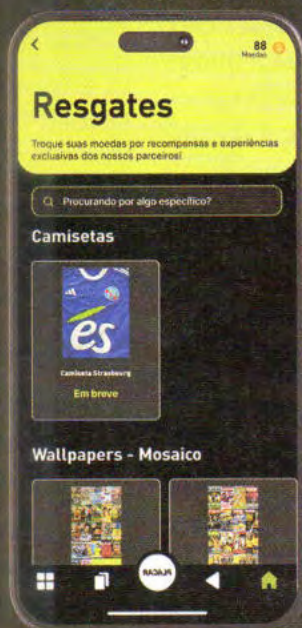 88
Moedas
Resgates
Troque suas moedas por recompensas e experiências
exclusivas dos nossos parceiros!
Procurando por algo específico?
Camisetas
és
Camiseta Strasbourg
Em breve
Wallpapers - Mosaico
PLACAR